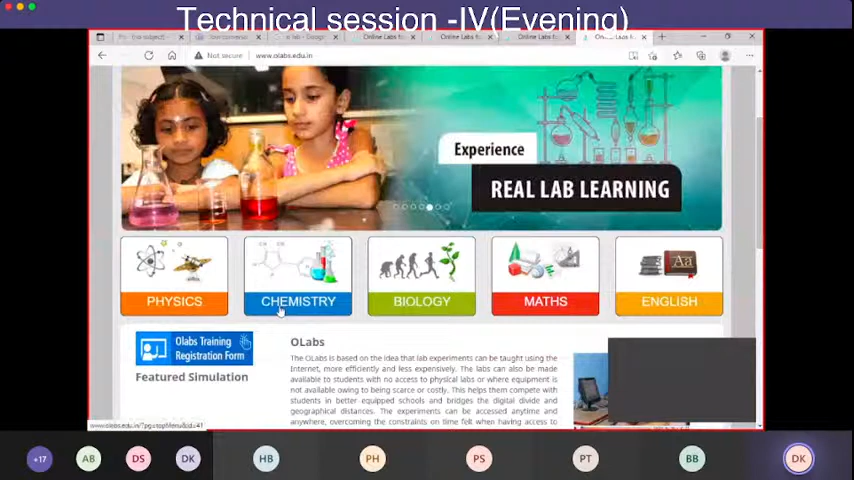 Technical session -IV(Evening)
Online Labs f
Online Labs f
Not secure
www.olabs.edu.in
Experience
REAL LAB LEARNING
Aa
PHYSICS
CHEMISTRY
BIOLOGY
MATHS
ENGLISH
Olabs Training
Registration Form
Featured Simulation
OLabs
The OLabs is based on the idea that lab experiments can be taught using the
Internet, more efficiently and less expensively. The labs can also be made
available to students with no access to physical labs or where equipment is
not available owing to being scarce or costly. This helps them compete with
students in better equipped schools and bridges the digital divide and
geographical distances. The experiments can be accessed anytime and
anywhere, overcoming the constraints on time felt when having access to
+17
AB
DS
DK
HB
PH
PS
PT
BB
DK